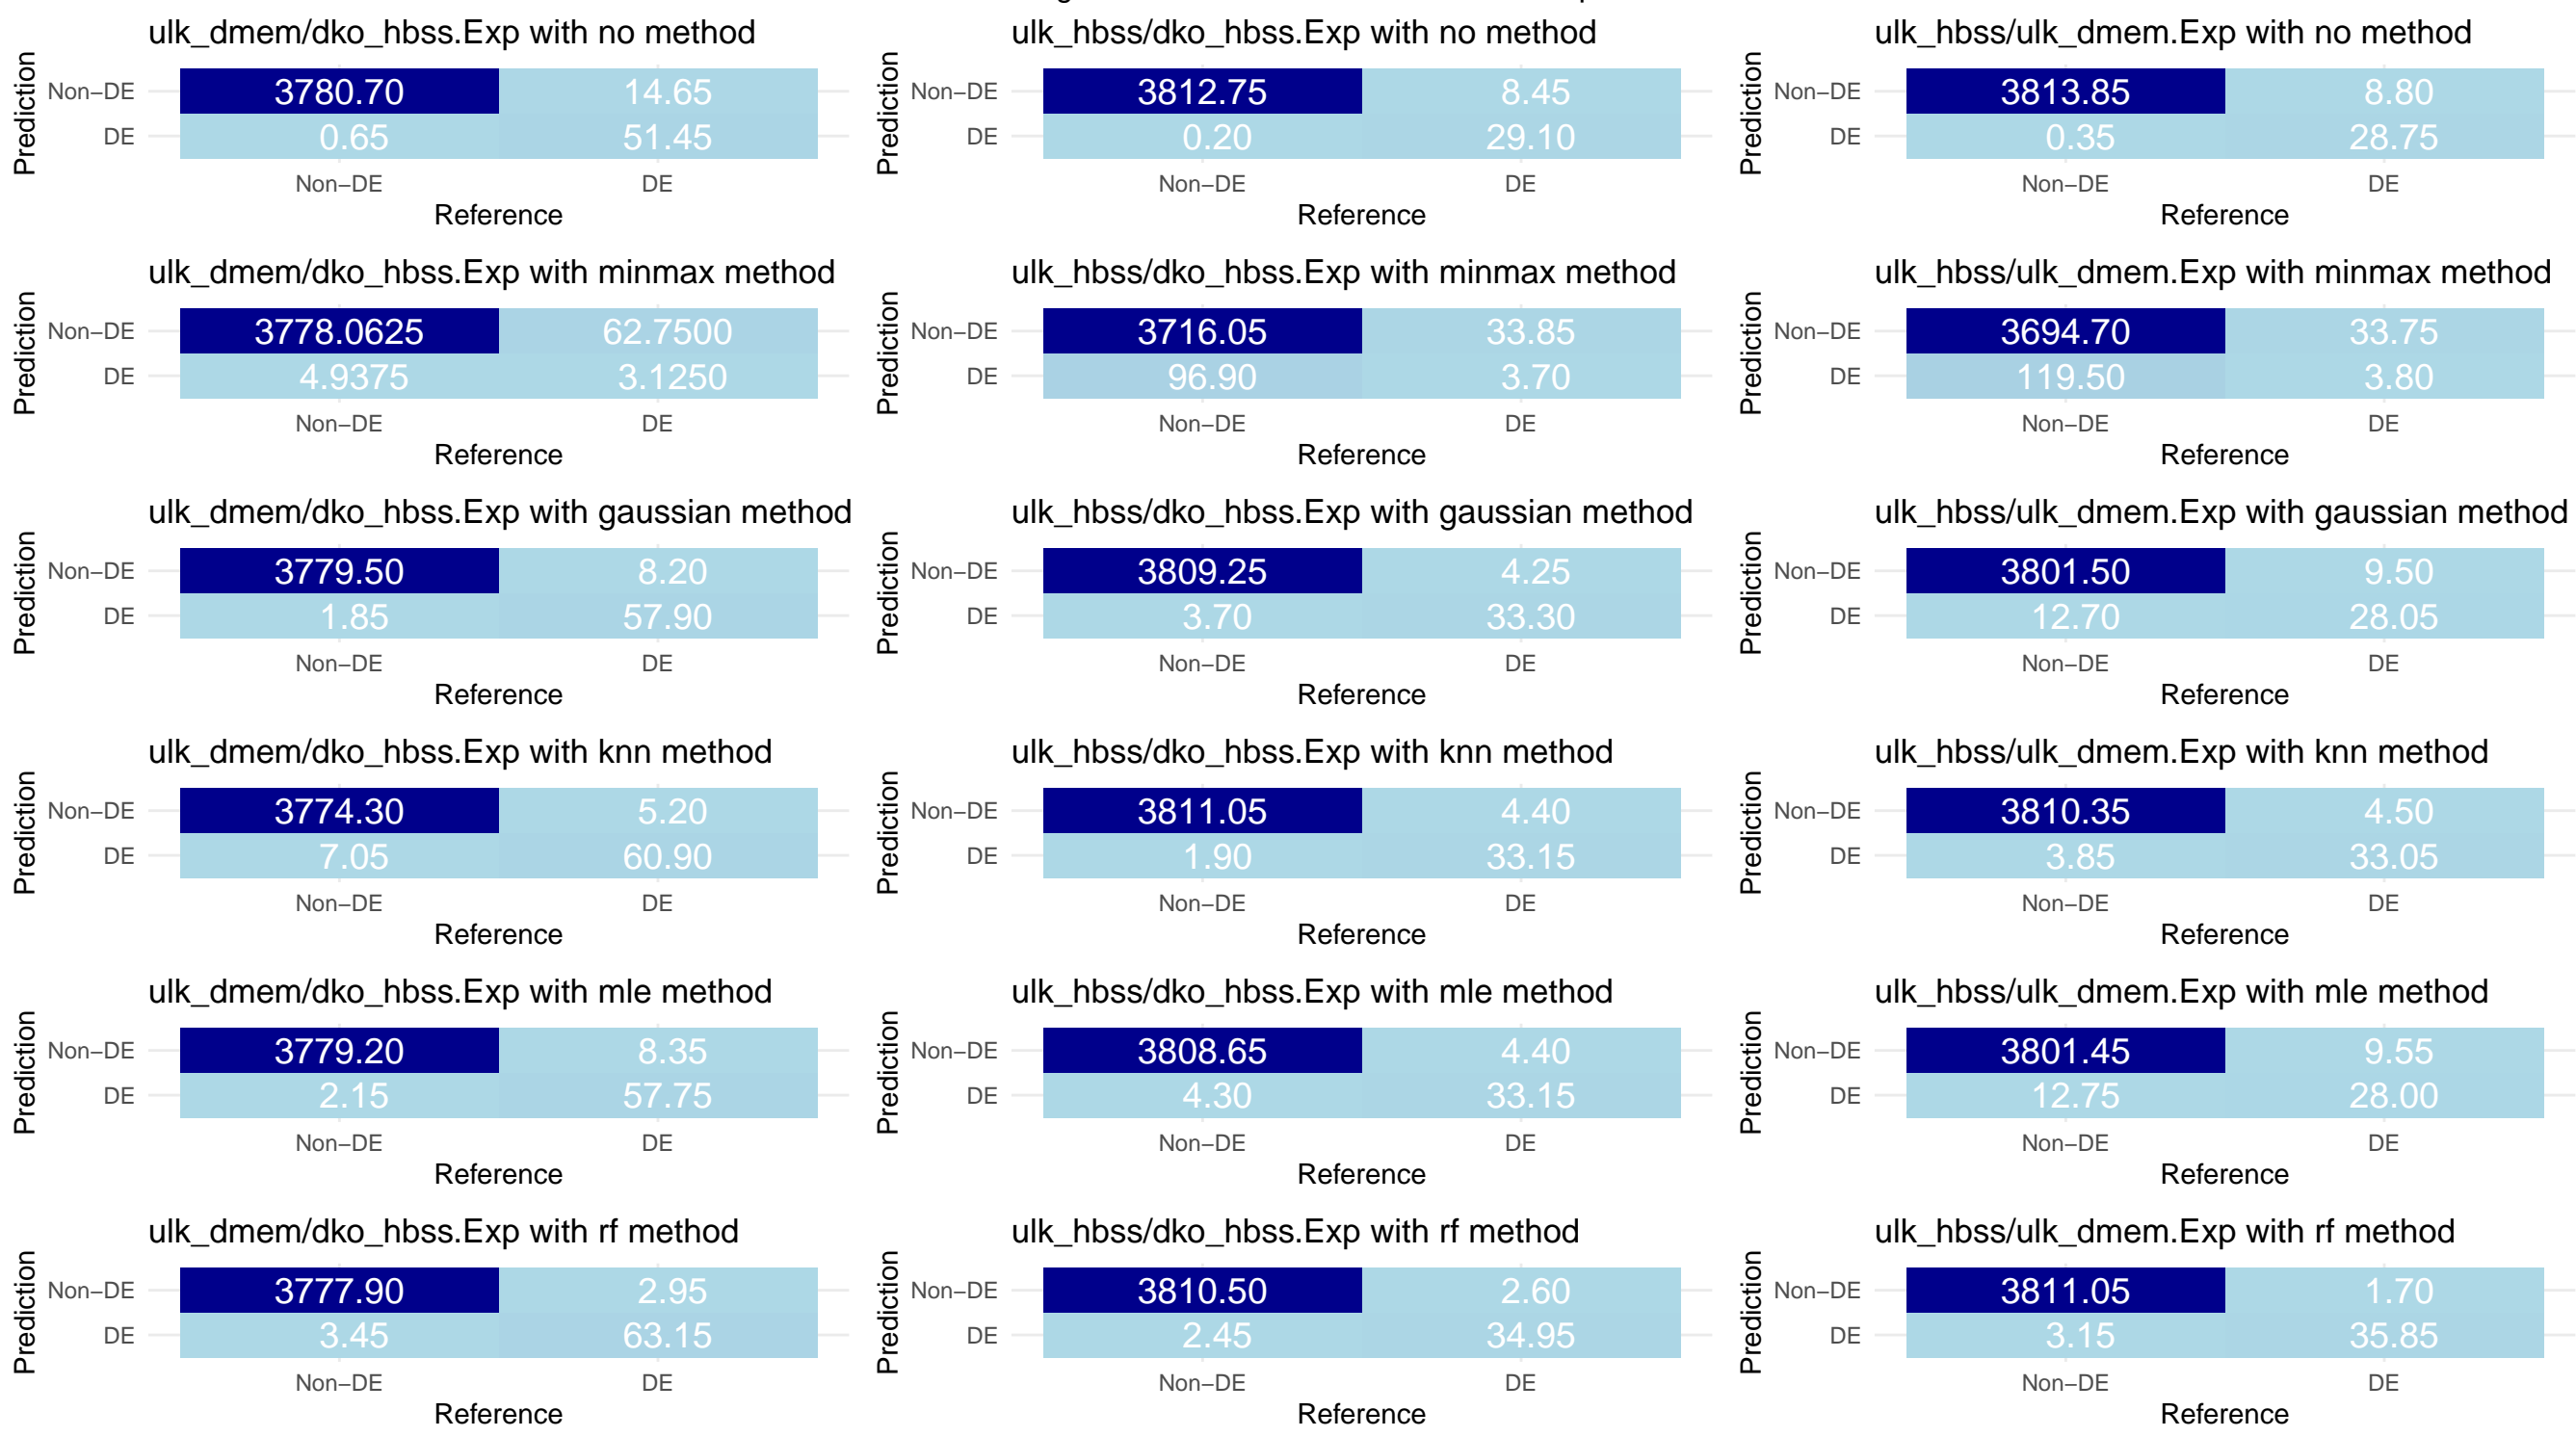 ulk_dmem/dko_hbss.Exp with no method
Prediction
Non−DE 3780.70 14.65
DE 0.65 51.45
Non−DE DE
Reference
ulk_hbss/dko_hbss.Exp with no method
Prediction
Non−DE 3812.75 8.45
DE 0.20 29.10
Non−DE DE
Reference
ulk_hbss/ulk_dmem.Exp with no method
Prediction
Non−DE 3813.85 8.80
DE 0.35 28.75
Non−DE DE
Reference
ulk_dmem/dko_hbss.Exp with minmax method
Prediction
Non−DE 3778.0625 62.7500
DE 4.9375 3.1250
Non−DE DE
Reference
ulk_hbss/dko_hbss.Exp with minmax method
Prediction
Non−DE 3716.05 33.85
DE 96.90 3.70
Non−DE DE
Reference
ulk_hbss/ulk_dmem.Exp with minmax method
Prediction
Non−DE 3694.70 33.75
DE 119.50 3.80
Non−DE DE
Reference
ulk_dmem/dko_hbss.Exp with gaussian method
Prediction
Non−DE 3779.50 8.20
DE 1.85 57.90
Non−DE DE
Reference
ulk_hbss/dko_hbss.Exp with gaussian method
Prediction
Non−DE 3809.25 4.25
DE 3.70 33.30
Non−DE DE
Reference
ulk_hbss/ulk_dmem.Exp with gaussian method
Prediction
Non−DE 3801.50 9.50
DE 12.70 28.05
Non−DE DE
Reference
ulk_dmem/dko_hbss.Exp with knn method
Prediction
Non−DE 3774.30 5.20
DE 7.05 60.90
Non−DE DE
Reference
ulk_hbss/dko_hbss.Exp with knn method
Prediction
Non−DE 3811.05 4.40
DE 1.90 33.15
Non−DE DE
Reference
ulk_hbss/ulk_dmem.Exp with knn method
Prediction
Non−DE 3810.35 4.50
DE 3.85 33.05
Non−DE DE
Reference
ulk_dmem/dko_hbss.Exp with mle method
Prediction
Non−DE 3779.20 8.35
DE 2.15 57.75
Non−DE DE
Reference
ulk_hbss/dko_hbss.Exp with mle method
Prediction
Non−DE 3808.65 4.40
DE 4.30 33.15
Non−DE DE
Reference
ulk_hbss/ulk_dmem.Exp with mle method
Prediction
Non−DE 3801.45 9.55
DE 12.75 28.00
Non−DE DE
Reference
ulk_dmem/dko_hbss.Exp with rf method
Prediction
Non−DE 3777.90 2.95
DE 3.45 63.15
Non−DE DE
Reference
ulk_hbss/dko_hbss.Exp with rf method
Prediction
Non−DE 3810.50 2.60
DE 2.45 34.95
Non−DE DE
Reference
ulk_hbss/ulk_dmem.Exp with rf method
Prediction
Non−DE 3811.05 1.70
DE 3.15 35.85
Non−DE DE
Reference